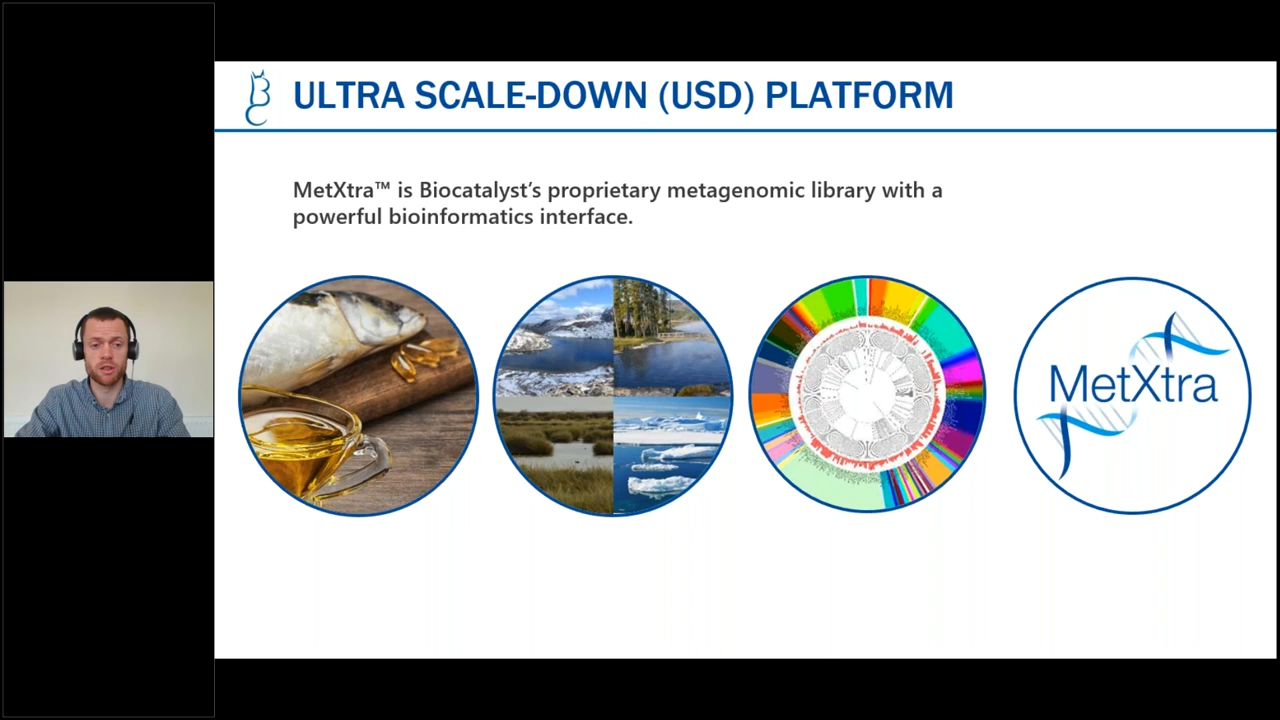 ULTRA SCALE-DOWN (USD) PLATFORM
MetXtra™ is Biocatalyst’s proprietary metagenomic library with a
powerful bioinformatics interface.
MetXtra